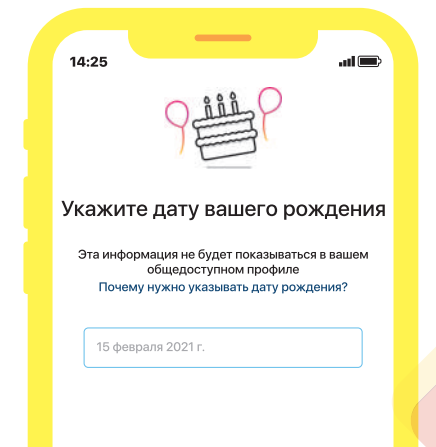 14:25
Укажите дату вашего рождения
Эта информация не будет показываться в вашем
общедоступном профиле
Почему нужно указывать дату рождения?
15 февраля 2021 г.